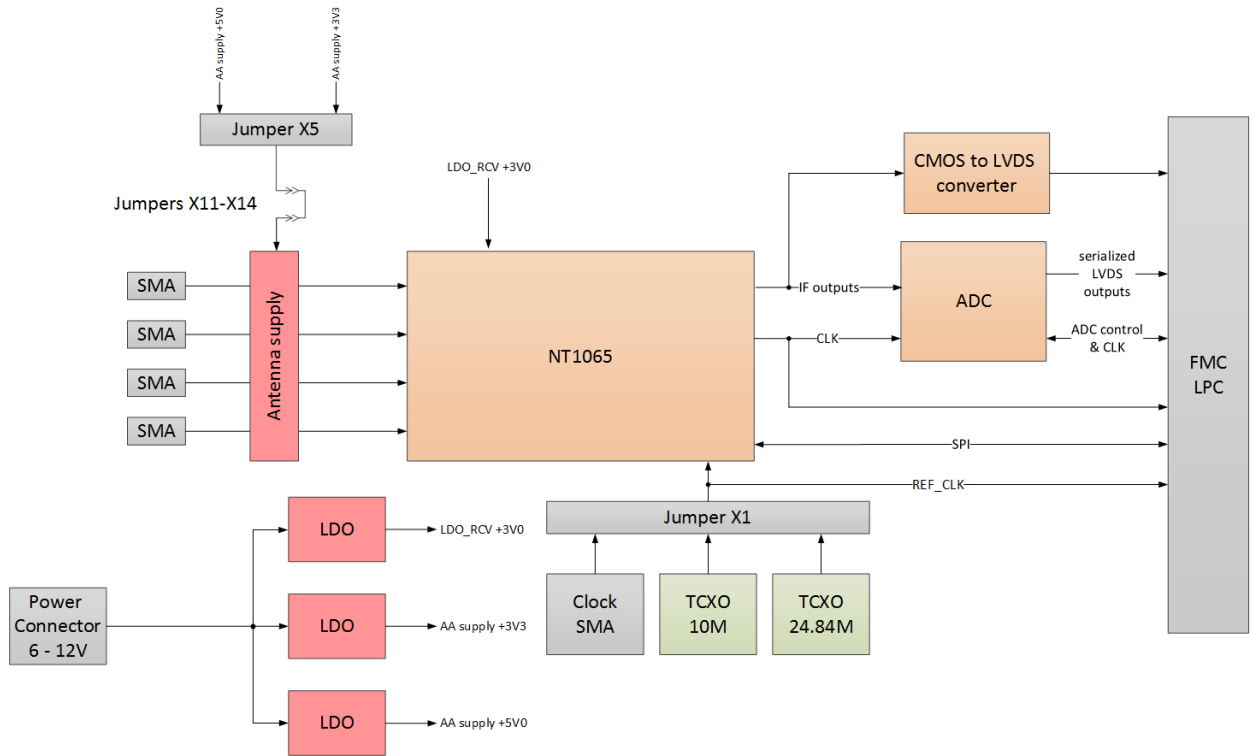 AA supply +5V0
AA supply +3V3
Jumper X5
Jumpers X11-X14
LDO_RCV +3V0
CMOS to LVDS
converter
SMA
SMA
SMA
SMA
Antenna supply
NT1065
IF outputs
CLK
ADC
serialized
LVDS
outputs
ADC control
& CLK
FMC
LPC
SPI
REF_CLK
Jumper X1
Clock
SMA
TCXO
10M
TCXO
24.84M
Power
Connector
6 - 12V
LDO
LDO_RCV +3V0
LDO
AA supply +3V3
LDO
AA supply +5V0